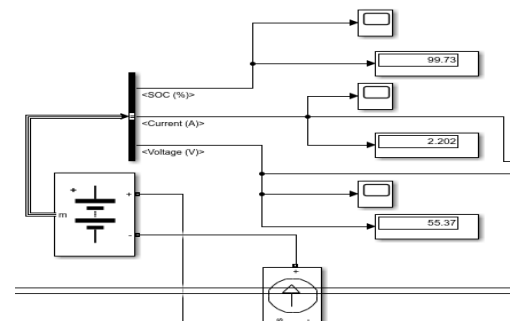 99.73
<SOC (%)>
<Current (A)>
2.202
<Voltage (V)>
+
m
+
-
55.37
+